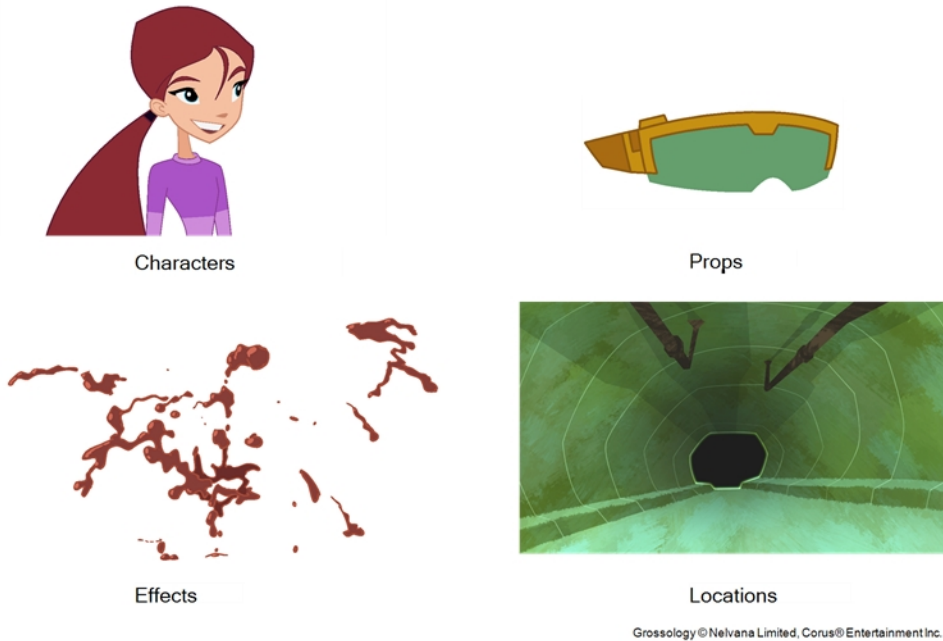 Characters
Props
Effects
Locations
Grossology © Nelvana Limited, Corus® Entertainment Inc.